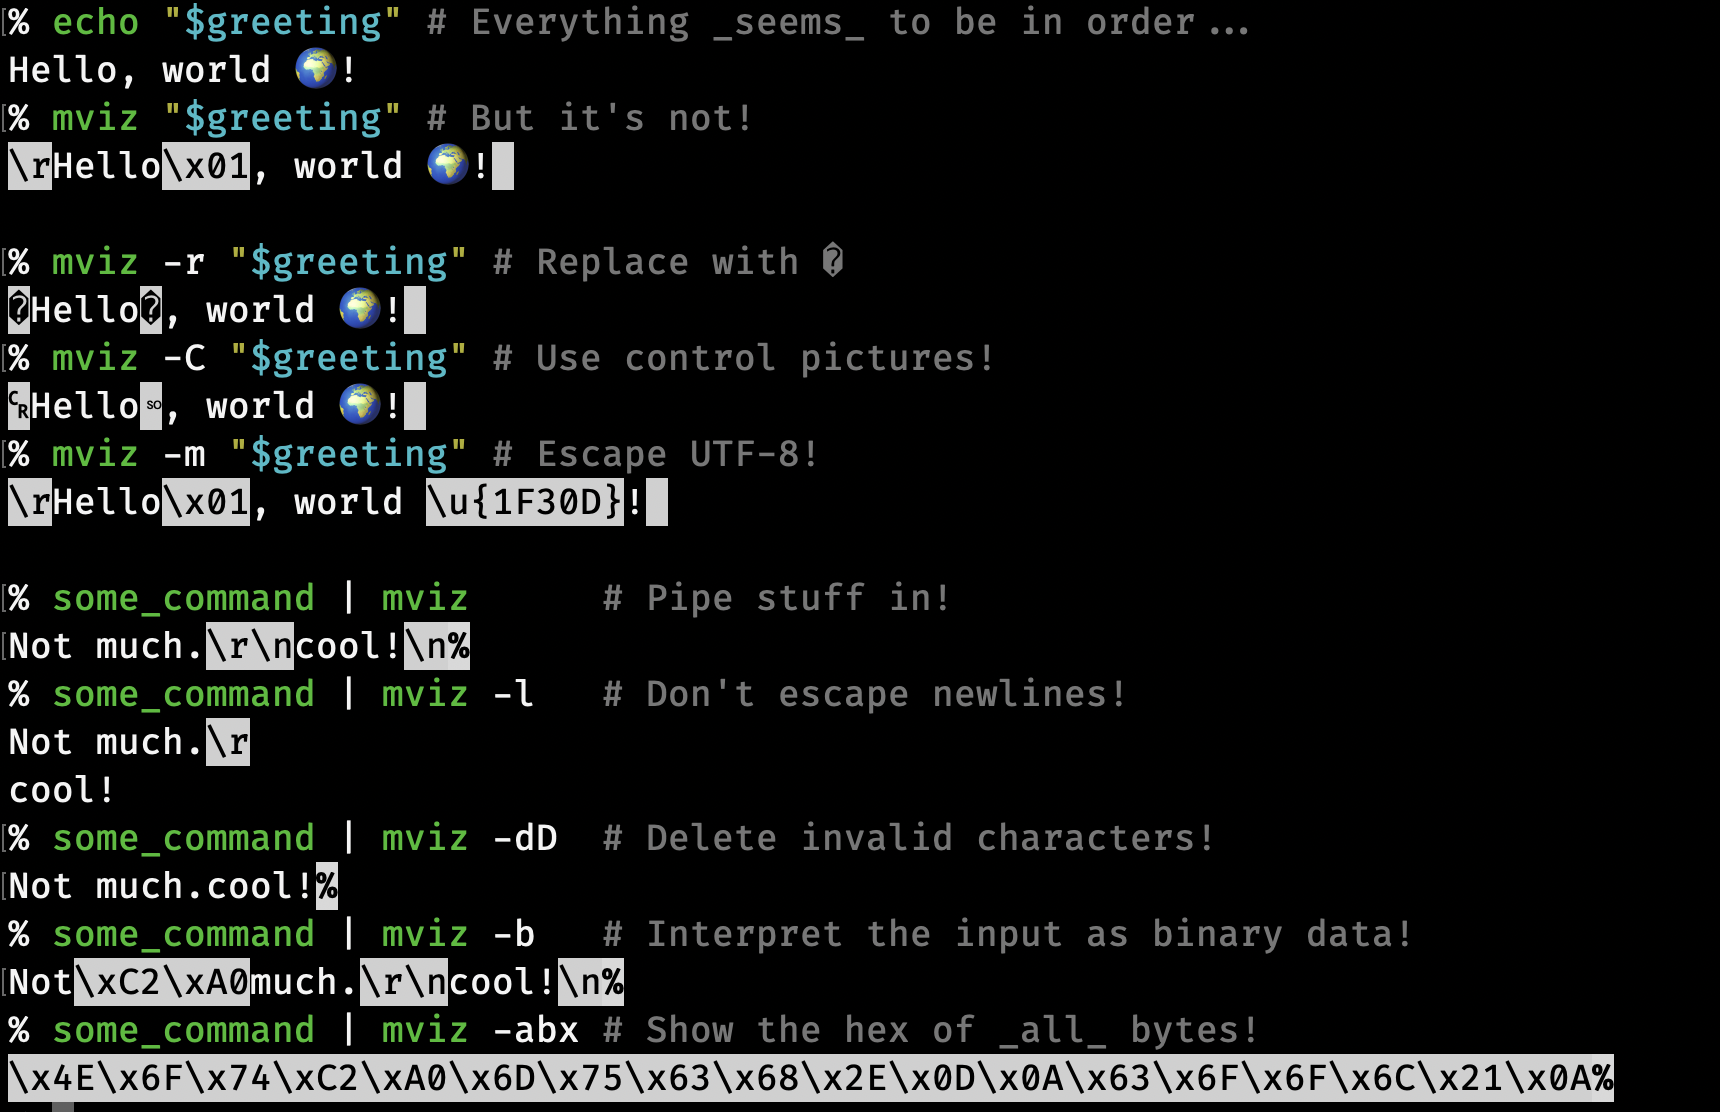 % echo "$greeting" # Everything _seems_ to be in order...
Hello, world 🌍!
% mviz "$greeting" # But it's not!
\rHello\x01, world 🌍!
% mviz -r "$greeting" # Replace with �
�Hello�, world 🌍!
% mviz -C "$greeting" # Use control pictures!
␍Hello␎, world 🌍!
% mviz -m "$greeting" # Escape UTF-8!
\rHello\x01, world \u{1F30D}!
% some_command | mviz      # Pipe stuff in!
Not much.\r\ncool!\n%
% some_command | mviz -l   # Don't escape newlines!
Not much.\r
cool!
% some_command | mviz -dD  # Delete invalid characters!
Not much.cool!%
% some_command | mviz -b   # Interpret the input as binary data!
Not\xC2\xA0much.\r\ncool!\n%
% some_command | mviz -abx # Show the hex of _all_ bytes!
\x4E\x6F\x74\xC2\xA0\x6D\x75\x63\x68\x2E\x0D\x0A\x63\x6F\x6F\x6C\x21\x0A%